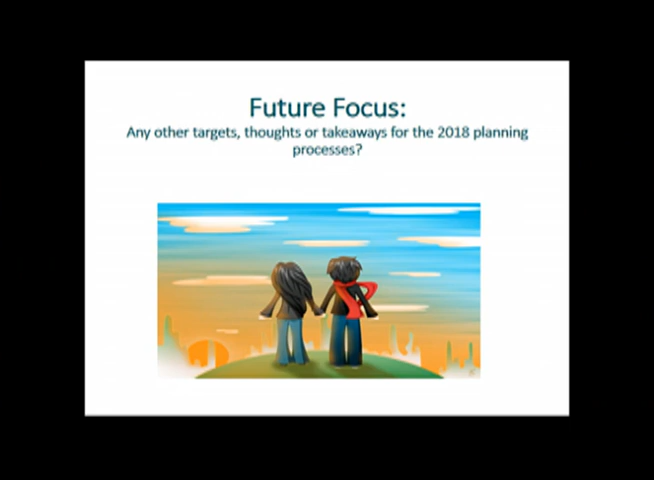 Future Focus:
Any other targets, thoughts or takeaways for the 2018 planning
processes?